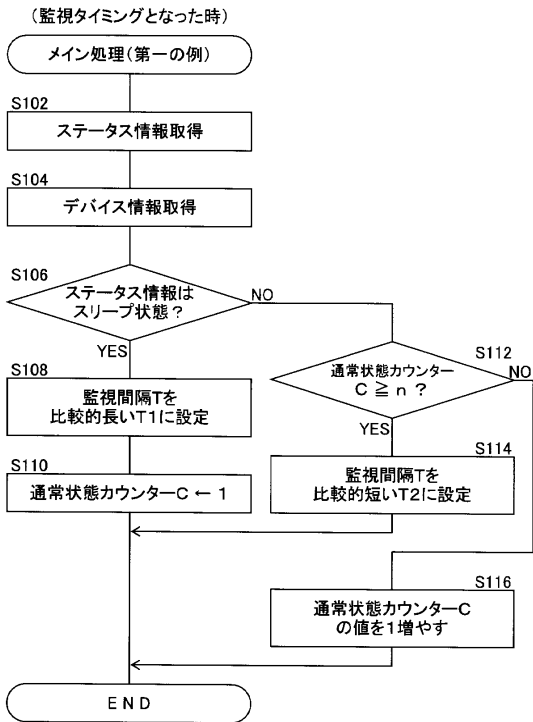 (監視タイミングとなった時)
メイン処理(第一の例)
S102
ステータス情報取得
S104
デバイス情報取得
S106
ステータス情報は
スリープ状態?
NO
YES
S108
監視間隔Tを
比較的長いT1に設定
S110
通常状態カウンターC ← 1
S112
通常状態カウンター
C ≧ n ?
NO
YES
S114
監視間隔Tを
比較的短いT2に設定
S116
通常状態カウンターC
の値を1増やす
END